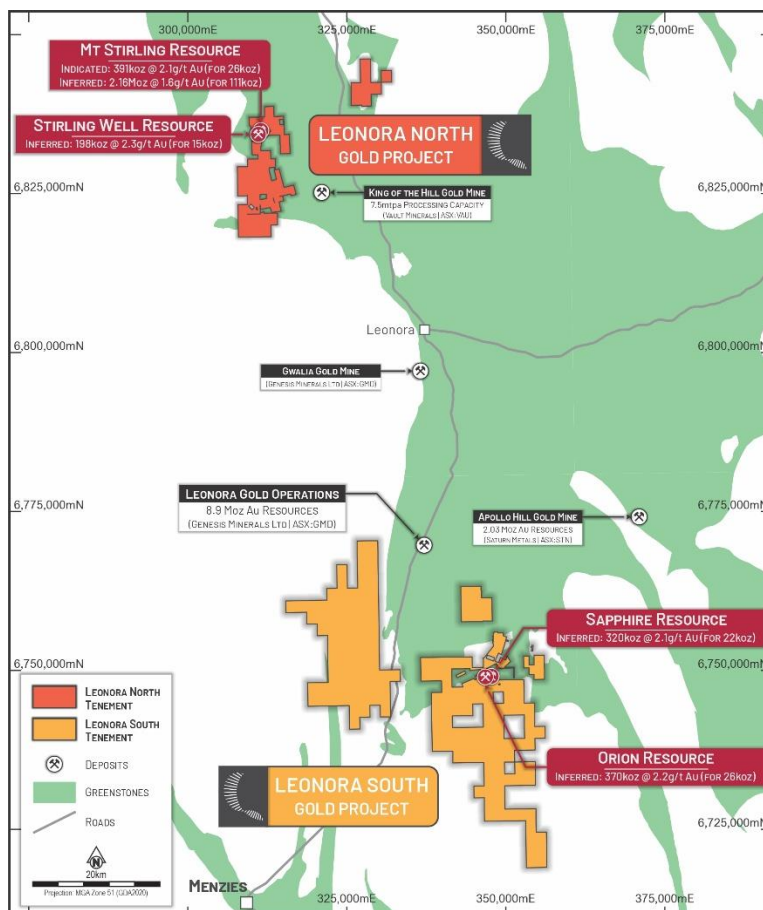 300,000mE
325,000mE
350,000mE
375,000mE
Mt Stirling Resource
Indicated: 391koz @ 2.1g/t Au (for 26koz)
Inferred: 2.16Moz @ 1.6g/t Au (for 111koz)
Stirling Well Resource
Inferred: 198koz @ 2.3g/t Au (for 15koz)
LEONORA NORTH
GOLD PROJECT
6,825,000mN
6,825,000mN
King of the Hill Gold Mine
7.5mtpa Processing Capacity
(Vault Minerals | ASX:VAU)
Leonora
6,800,000mN
6,800,000mN
Gwalia Gold Mine
(Genesis Minerals Ltd | ASX:GMD)
Leonora Gold Operations
8.9 Moz Au Resources
(Genesis Minerals Ltd | ASX:GMD)
6,775,000mN
6,775,000mN
Apollo Hill Gold Mine
2.03 Moz Au Resources
(Saturn Metals | ASX:STN)
Sapphire Resource
Inferred: 320koz @ 2.1g/t Au (for 22koz)
6,750,000mN
6,750,000mN
Orion Resource
Inferred: 370koz @ 2.2g/t Au (for 26koz)
LEONORA SOUTH
GOLD PROJECT
6,725,000mN
Leonora North
Tenement
Leonora South
Tenement
Deposits
Greenstones
Roads
N
20km
Projection: MGA Zone 51 (GDA2020)
Menzies
325,000mE
350,000mE
375,000mE